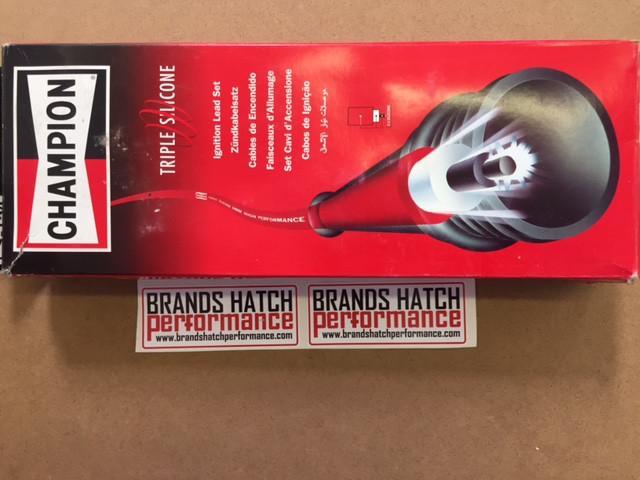 CHAMPION
TRIPLE SILICONE
Ignition Lead Set
Zündkabelsatz
Cables de Encendido
Faisceaux d'Allumage
Set Cavi d'Accensione
Cabos de Ignição
PERFORMANCE
BRANDS HATCH
performance
www.brandshatchperformance.com
BRANDS HATCH
performance
www.brandshatchperformance.com